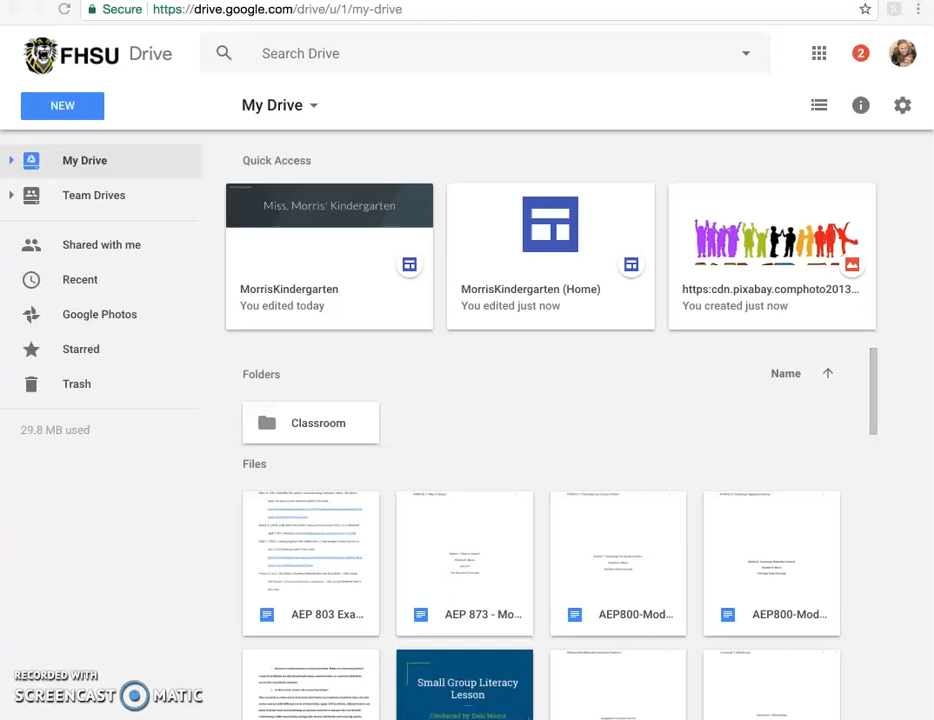 Secure https://drive.google.com/drive/u/1/my-drive
FHSU Drive
Search Drive
2
NEW
My Drive
My Drive
Team Drives
Shared with me
Recent
Google Photos
Starred
Trash
29.8 MB used
Quick Access
Miss. Morris' Kindergarten
MorrisKindergarten
You edited today
MorrisKindergarten (Home)
You edited just now
https:cdn.pixabay.comphoto2013...
You created just now
Folders
Name
Classroom
Files
AEP 803 Exa...
AEP 873 - Mo...
AEP800-Mod...
AEP800-Mod...
Small Group Literacy
Lesson
Conducted by Dani Morris
RECORDED WITH
SCREENCAST MATIC